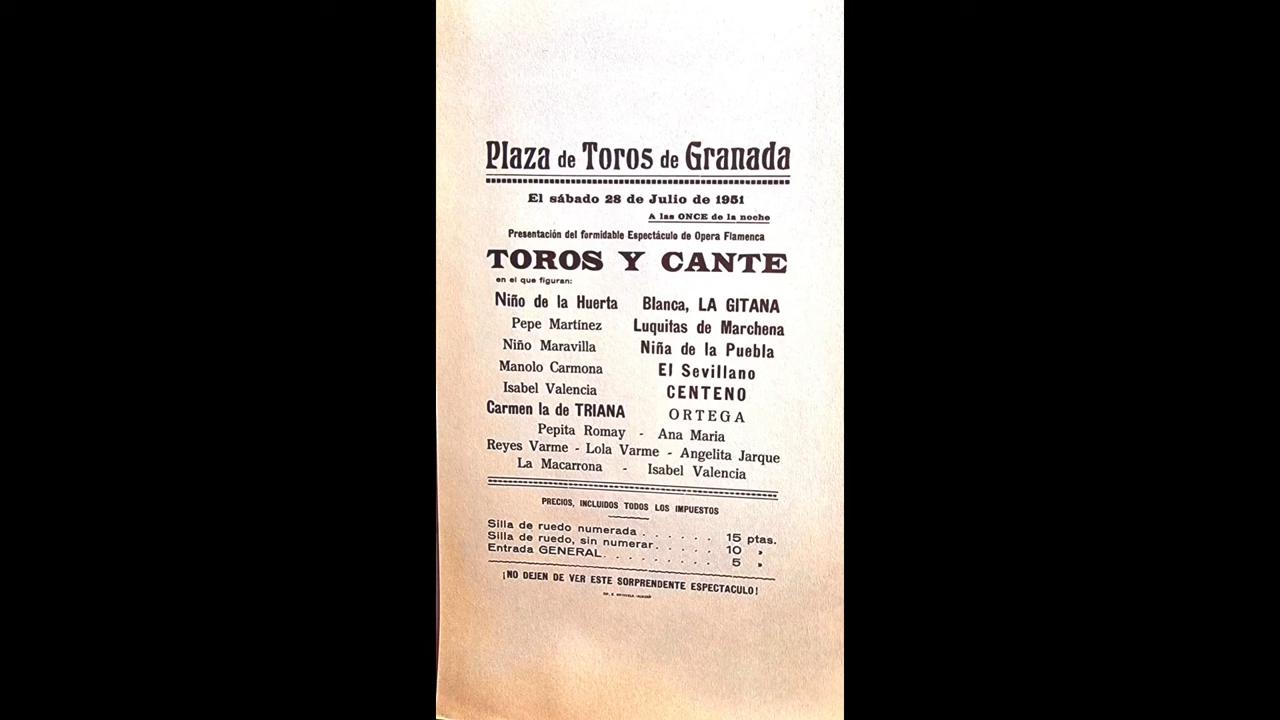 Plaza de Toros de Granada
El sábado 28 de Julio de 1951
A las ONCE de la noche
Presentación del formidable Espectáculo de Opera Flamenca
TOROS Y CANTE
en el que figuran:
Niño de la Huerta Blanca, LA GITANA
Pepe Martínez Luquitas de Marchena
Niño Maravilla Niña de la Puebla
Manolo Carmona El Sevillano
Isabel Valencia CENTENO
Carmen la de TRIANA ORTEGA
Pepita Romay - Ana Maria
Reyes Varme - Lola Varme - Angelita Jarque
La Macarrona - Isabel Valencia
PRECIOS, INCLUIDOS TODOS LOS IMPUESTOS
Silla de ruedo numerada . . . . . . 15 ptas.
Silla de ruedo, sin numerar . . . . . 10 »
Entrada GENERAL . . . . . . . . 5 »
¡NO DEJEN DE VER ESTE SORPRENDENTE ESPECTACULO!